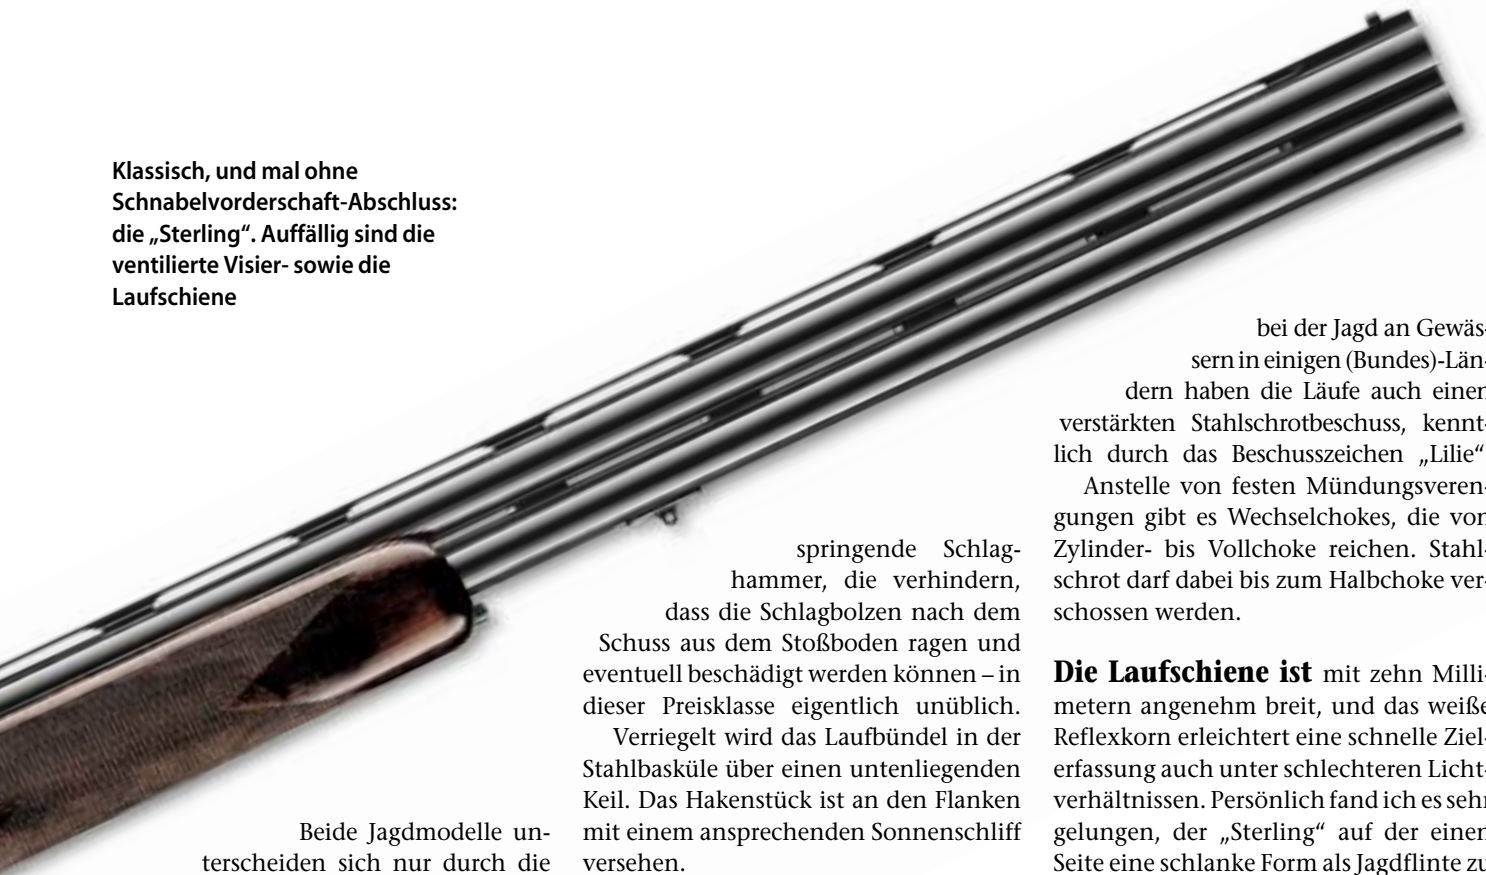 Klassisch, und mal ohne
Schnabelvorderschaft-Abschluss:
die „Sterling“. Auffällig sind die
ventilierte Visier- sowie die
Laufschiene
Beide Jagdmodelle un-
terscheiden sich nur durch die
springende Schlag-
hammer, die verhindern,
dass die Schlagbolzen nach dem
Schuss aus dem Stoßboden ragen und
eventuell beschädigt werden können – in
dieser Preisklasse eigentlich unüblich.
Verriegelt wird das Laufbündel in der
Stahlbasküle über einen untenliegenden
Keil. Das Hakenstück ist an den Flanken
mit einem ansprechenden Sonnenschliff
versehen.
bei der Jagd an Gewäs-
sern in einigen (Bundes)-Län-
dern haben die Läufe auch einen
verstärkten Stahlschrotbeschuss, kennt-
lich durch das Beschusszeichen „Lilie“
Anstelle von festen Mündungsveren-
gungen gibt es Wechselchokes, die von
Zylinder- bis Vollchoke reichen. Stahl-
schrot darf dabei bis zum Halbchoke ver-
schossen werden.
Die Laufschiene ist mit zehn Milli-
metern angenehm breit, und das weiße
Reflexkorn erleichtert eine schnelle Ziel-
erfassung auch unter schlechteren Licht-
verhältnissen. Persönlich fand ich es sehr
gelungen, der „Sterling“ auf der einen
Seite eine schlanke Form als Jagdflinte zu